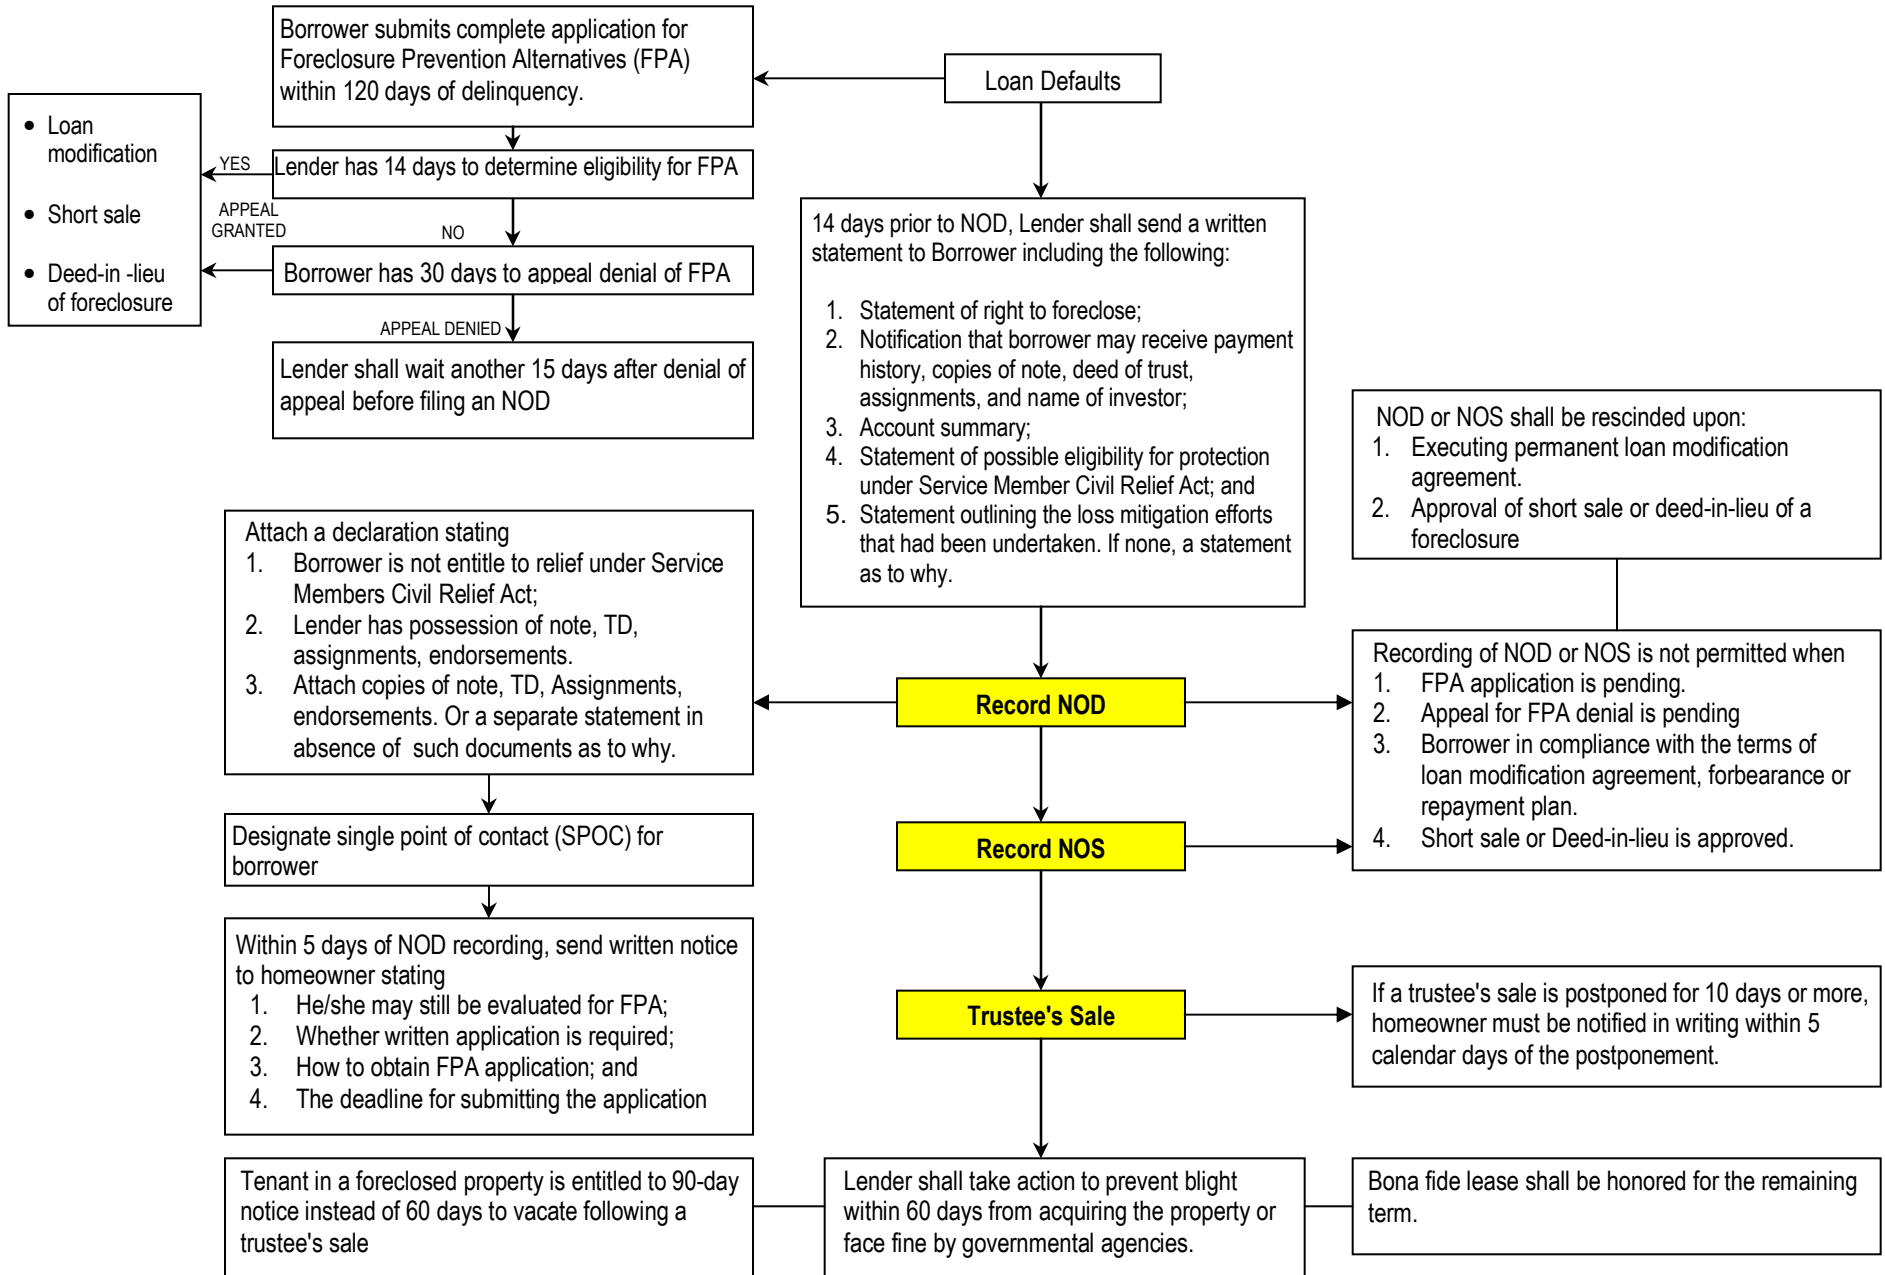 Borrower submits complete application for
Foreclosure Prevention Alternatives (FPA)
within 120 days of delinquency.
Loan Defaults
• Loan
modification
• Short sale
• Deed-in -lieu
of foreclosure
YES
Lender has 14 days to determine eligibility for FPA
APPEAL
GRANTED
NO
Borrower has 30 days to appeal denial of FPA
APPEAL DENIED
Lender shall wait another 15 days after denial of
appeal before filing an NOD
14 days prior to NOD, Lender shall send a written
statement to Borrower including the following:
1. Statement of right to foreclose;
2. Notification that borrower may receive payment
history, copies of note, deed of trust,
assignments, and name of investor;
3. Account summary;
4. Statement of possible eligibility for protection
under Service Member Civil Relief Act; and
5. Statement outlining the loss mitigation efforts
that had been undertaken. If none, a statement
as to why.
NOD or NOS shall be rescinded upon:
1. Executing permanent loan modification
agreement.
2. Approval of short sale or deed-in-lieu of a
foreclosure
Attach a declaration stating
1. Borrower is not entitle to relief under Service
Members Civil Relief Act;
2. Lender has possession of note, TD,
assignments, endorsements.
3. Attach copies of note, TD, Assignments,
endorsements. Or a separate statement in
absence of such documents as to why.
Record NOD
Recording of NOD or NOS is not permitted when
1. FPA application is pending.
2. Appeal for FPA denial is pending
3. Borrower in compliance with the terms of
loan modification agreement, forbearance or
repayment plan.
4. Short sale or Deed-in-lieu is approved.
Designate single point of contact (SPOC) for
borrower
Record NOS
Within 5 days of NOD recording, send written notice
to homeowner stating
1. He/she may still be evaluated for FPA;
2. Whether written application is required;
3. How to obtain FPA application; and
4. The deadline for submitting the application
Trustee's Sale
If a trustee's sale is postponed for 10 days or more,
homeowner must be notified in writing within 5
calendar days of the postponement.
Tenant in a foreclosed property is entitled to 90-day
notice instead of 60 days to vacate following a
trustee's sale
Lender shall take action to prevent blight
within 60 days from acquiring the property or
face fine by governmental agencies.
Bona fide lease shall be honored for the remaining
term.